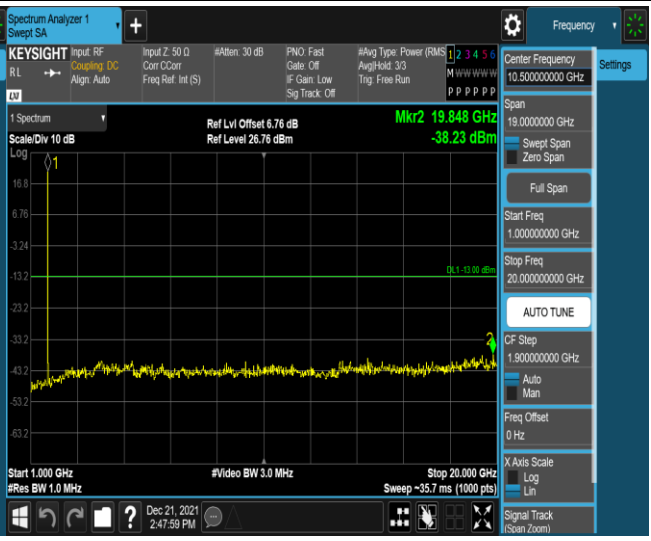 Spectrum Analyzer 1
Swept SA
Frequency
KEYSIGHT
RL
Input: RF
Coupling: DC
Align: Auto
Input Z: 50 Ω
Corr CCorr
Freq Ref: Int (S)
#Atten: 30 dB
PNO: Fast
Gate: Off
IF Gain: Low
Sig Track: Off
#Avg Type: Power (RMS
Avg|Hold: 3/3
Trig: Free Run
1 2 3 4 5 6
M W W W W W
P P P P P P
LXI
1 Spectrum
Scale/Div 10 dB
Log
Ref Lvl Offset 6.76 dB
Ref Level 26.76 dBm
Mkr2 19.848 GHz
-38.23 dBm
1
16.8
6.76
-3.24
-13.2
DL1 -13.00 dBm
-23.2
-33.2
2
-43.2
-53.2
-63.2
Start 1.000 GHz
#Res BW 1.0 MHz
#Video BW 3.0 MHz
Stop 20.000 GHz
Sweep ~35.7 ms (1000 pts)
?
Dec 21, 2021
2:47:59 PM
Center Frequency
10.500000000 GHz
Settings
Span
19.0000000 GHz
Swept Span
Zero Span
Full Span
Start Freq
1.000000000 GHz
Stop Freq
20.000000000 GHz
AUTO TUNE
CF Step
1.900000000 GHz
Auto
Man
Freq Offset
0 Hz
X Axis Scale
Log
Lin
Signal Track
(Span Zoom)